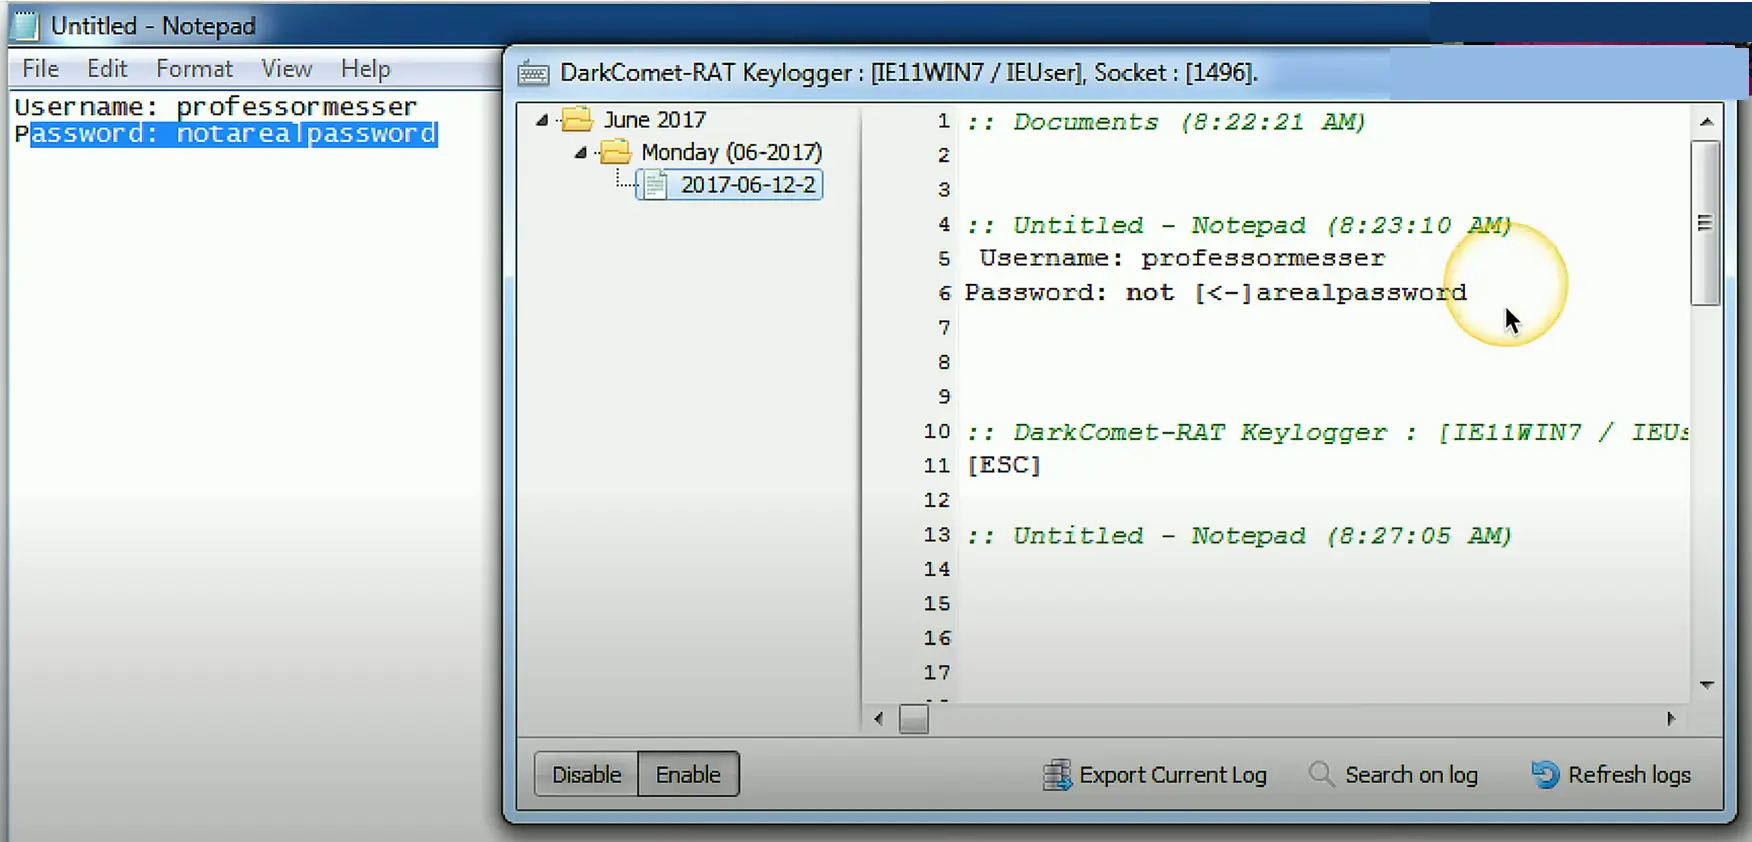 Untitled - Notepad
File Edit Format View Help
Username: professormesser
Password: notarealpassword
DarkComet-RAT Keylogger : [IE11WIN7 / IEUser], Socket : [1496].
June 2017
Monday (06-2017)
2017-06-12-2
1 :: Documents (8:22:21 AM)
2
3
4 :: Untitled - Notepad (8:23:10 AM)
5 Username: professormesser
6 Password: not [<-]arealpassword
7
8
9
10 :: DarkComet-RAT Keylogger : [IE11WIN7 / IEUs
11 [ESC]
12
13 :: Untitled - Notepad (8:27:05 AM)
14
15
16
17
Disable Enable Export Current Log Search on log Refresh logs